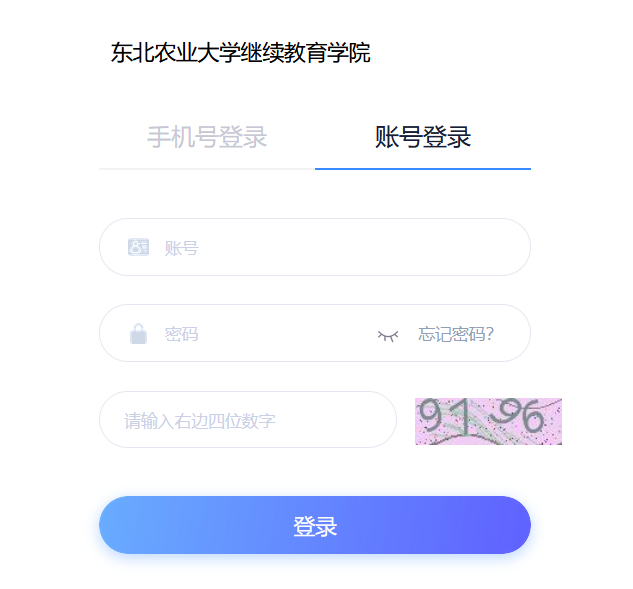 东北农业大学继续教育学院
手机号登录 账号登录
账号
密码 忘记密码?
请输入右边四位数字 9796
登录